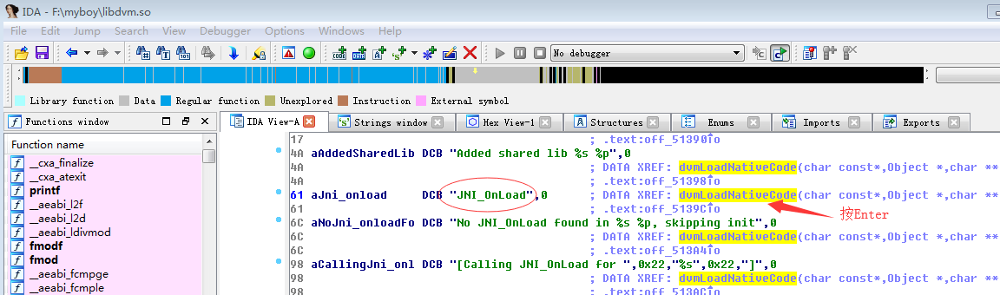 IDA - F:\myboy\libdvm.so
File Edit Jump Search View Debugger Options Windows Help
No debugger
Library function Data Regular function Unexplored Instruction External symbol
Functions window IDA View-A Strings window Hex View-1 Structures Enums Imports Exports
Function name
__cxa_finalize
__cxa_atexit
printf
__aeabi_l2f
__aeabi_l2d
__aeabi_ldivmod
fmodf
fmod
__aeabi_fcmpge
__aeabi_fcmple
17 ; .text:off_51390↑o
4A aAddedSharedLib DCB "Added shared lib %s %p",0
4A ; DATA XREF: dvmLoadNativeCode(char const*,Object *,char **
4A ; .text:off_51398↑o
61 aJni_onload DCB "JNI_OnLoad",0 ; DATA XREF: dvmLoadNativeCode(char const*,Object *,char **
61 ; .text:off_5139C↑o
按Enter
6C aNoJni_onloadFo DCB "No JNI_OnLoad found in %s %p, skipping init",0
6C ; DATA XREF: dvmLoadNativeCode(char const*,Object *,char **
6C ; .text:off_513A4↑o
98 aCallingJni_onl DCB "[Calling JNI_OnLoad for ",0x22,"%s",0x22,"]",0
98 ; DATA XREF: dvmLoadNativeCode(char const*,Object *,char **
98 ; .text:off_513AC↑o